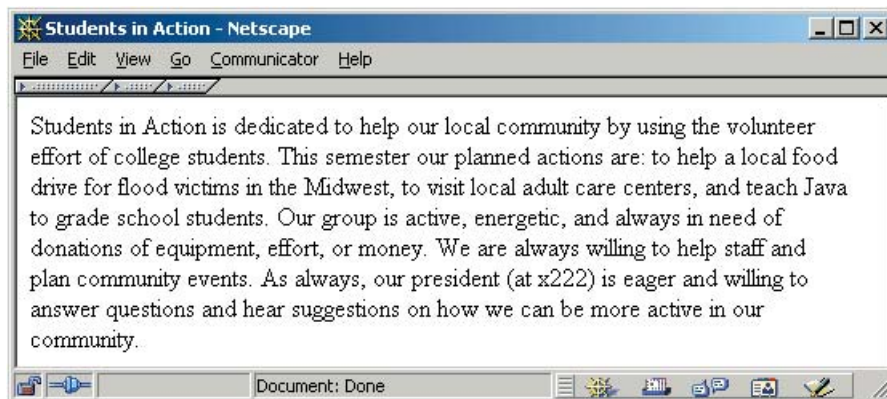 Students in Action - Netscape
File Edit View Go Communicator Help
Students in Action is dedicated to help our local community by using the volunteer
effort of college students. This semester our planned actions are: to help a local food
drive for flood victims in the Midwest, to visit local adult care centers, and teach Java
to grade school students. Our group is active, energetic, and always in need of
donations of equipment, effort, or money. We are always willing to help staff and
plan community events. As always, our president (at x222) is eager and willing to
answer questions and hear suggestions on how we can be more active in our
community.
Document: Done